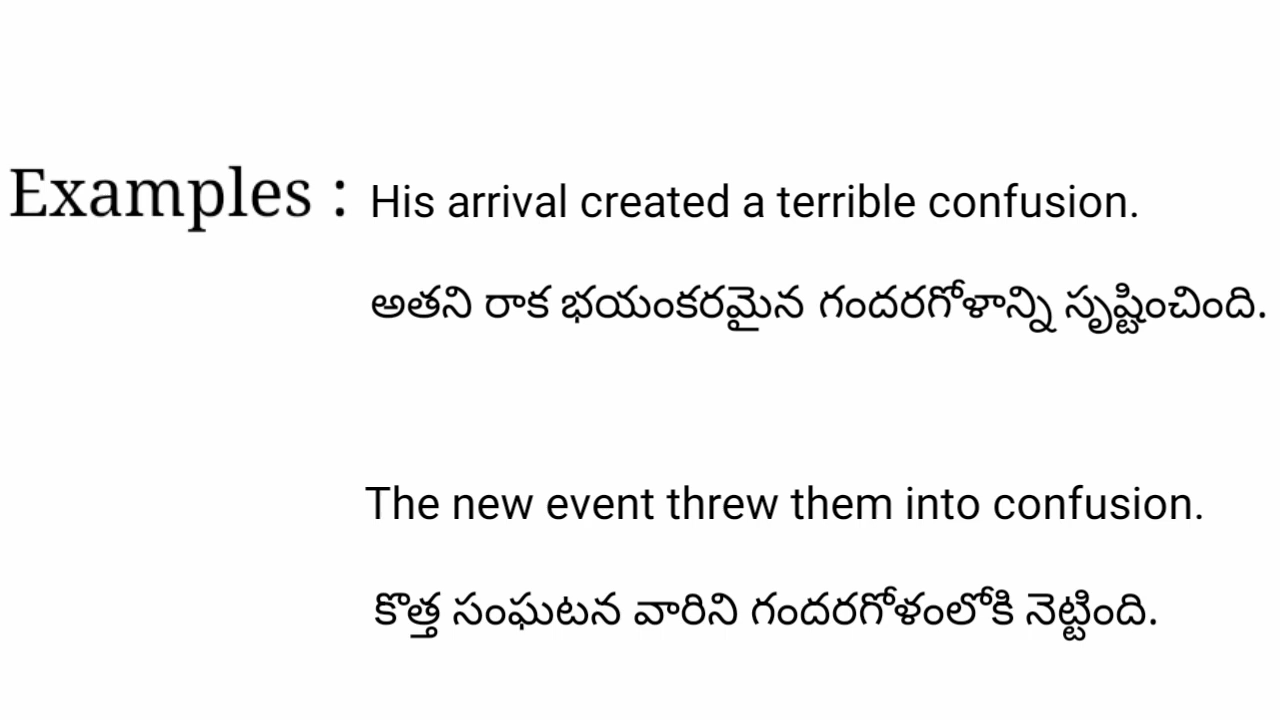 Examples : His arrival created a terrible confusion.
అతని రాక భయంకరమైన గందరగోళాన్ని సృష్టించింది.
The new event threw them into confusion.
కొత్త సంఘటన వారిని గందరగోళంలోకి నెట్టింది.